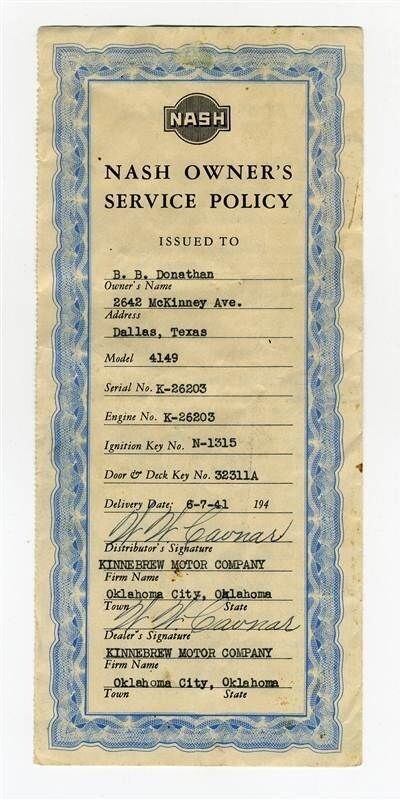 NASH
NASH OWNER'S
SERVICE POLICY
ISSUED TO
B. B. Donathan
Owner's Name
2642 McKinney Ave.
Address
Dallas, Texas
Model 4149
Serial No. K-26203
Engine No. K-26203
Ignition Key No. N-1315
Door & Deck Key No. 32311A
Delivery Date; 6-7-41 194
W W Cavnar
Distributor's Signature
KINNEBREW MOTOR COMPANY
Firm Name
Oklahoma City, Oklahoma
Town State
W W Cavnar
Dealer's Signature
KINNEBREW MOTOR COMPANY
Firm Name
Oklahoma City, Oklahoma
Town State